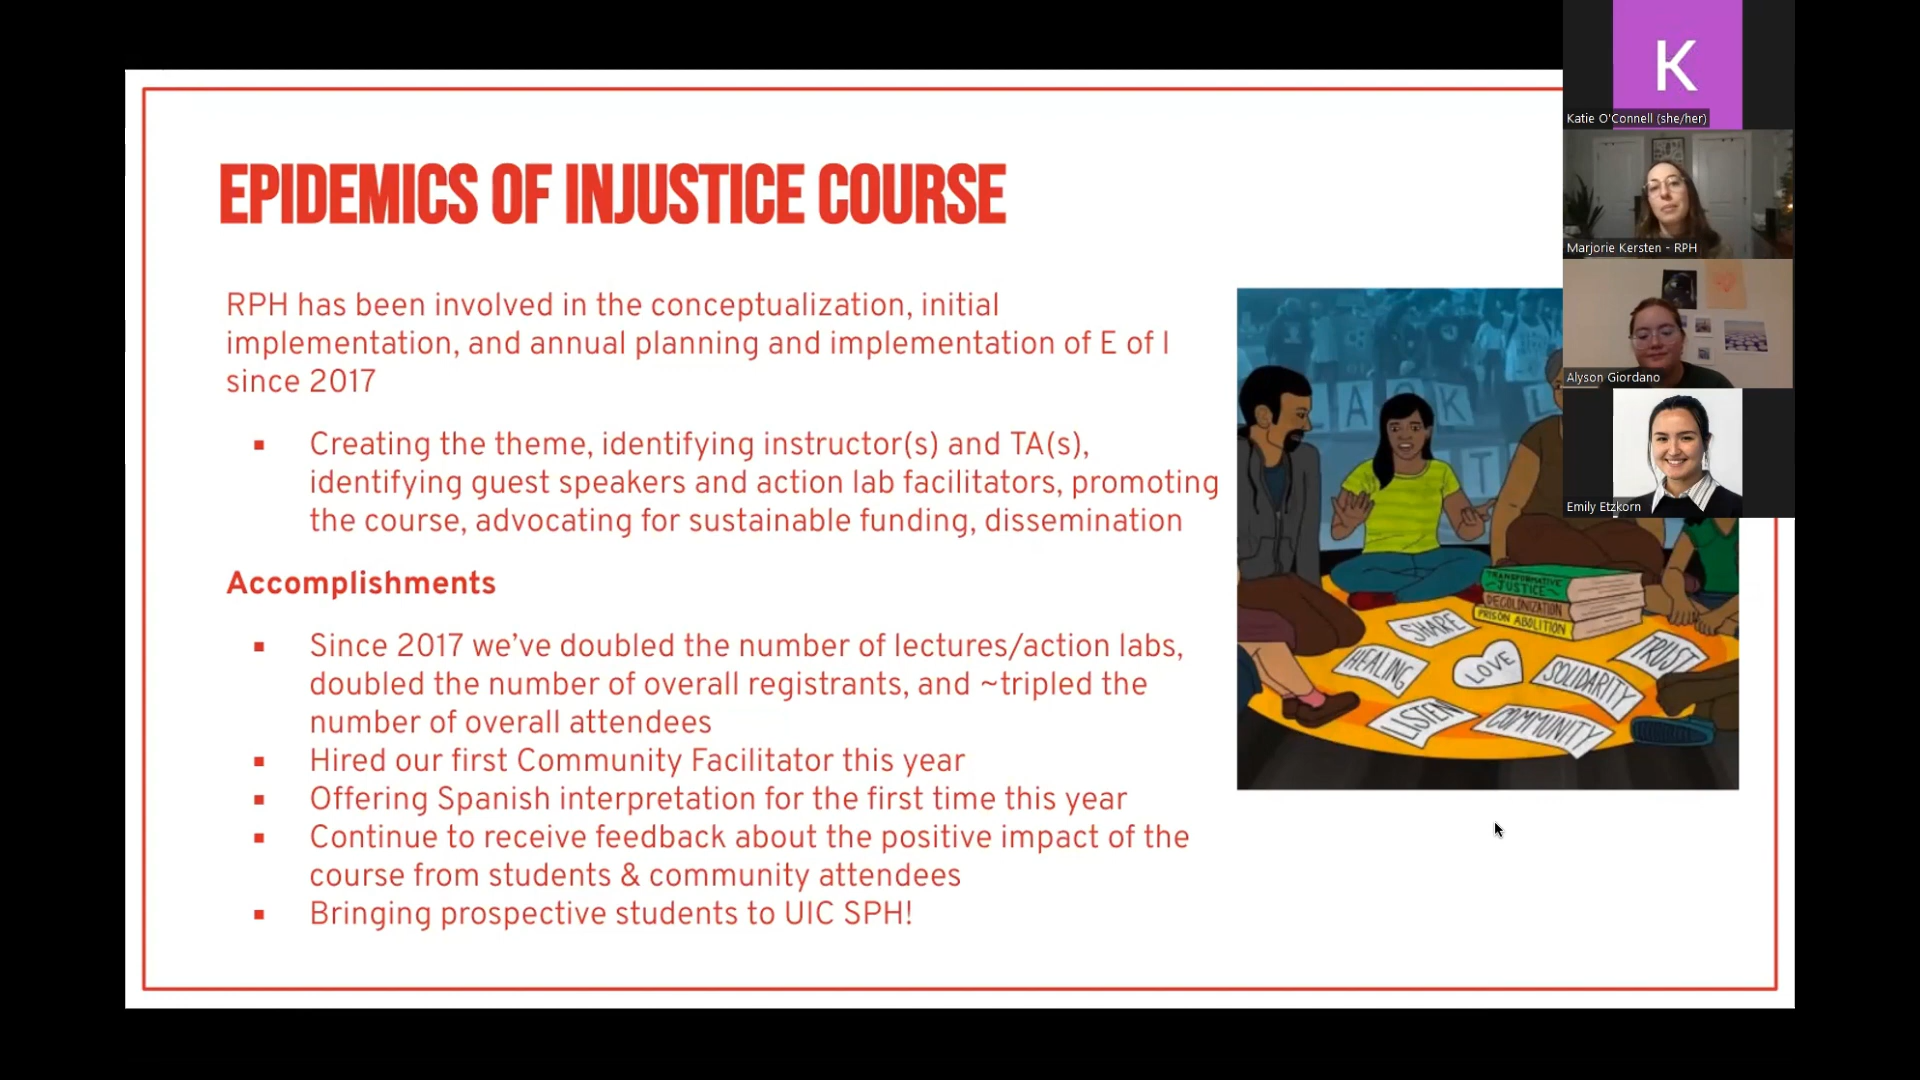 EPIDEMICS OF INJUSTICE COURSE
RPH has been involved in the conceptualization, initial
implementation, and annual planning and implementation of E of I
since 2017
▪ Creating the theme, identifying instructor(s) and TA(s),
identifying guest speakers and action lab facilitators, promoting
the course, advocating for sustainable funding, dissemination
Accomplishments
▪ Since 2017 we’ve doubled the number of lectures/action labs,
doubled the number of overall registrants, and ~tripled the
number of overall attendees
▪ Hired our first Community Facilitator this year
▪ Offering Spanish interpretation for the first time this year
▪ Continue to receive feedback about the positive impact of the
course from students & community attendees
▪ Bringing prospective students to UIC SPH!
LACK L
IT
TRANSFORMATIVE
JUSTICE
DECOLONIZATION
PRISON ABOLITION
SHARE
HEALING
LOVE
SOLIDARITY
TRUST
LISTEN
COMMUNITY
K
Katie O'Connell (she/her)
Marjorie Kersten - RPH
Alyson Giordano
Emily Etzkorn